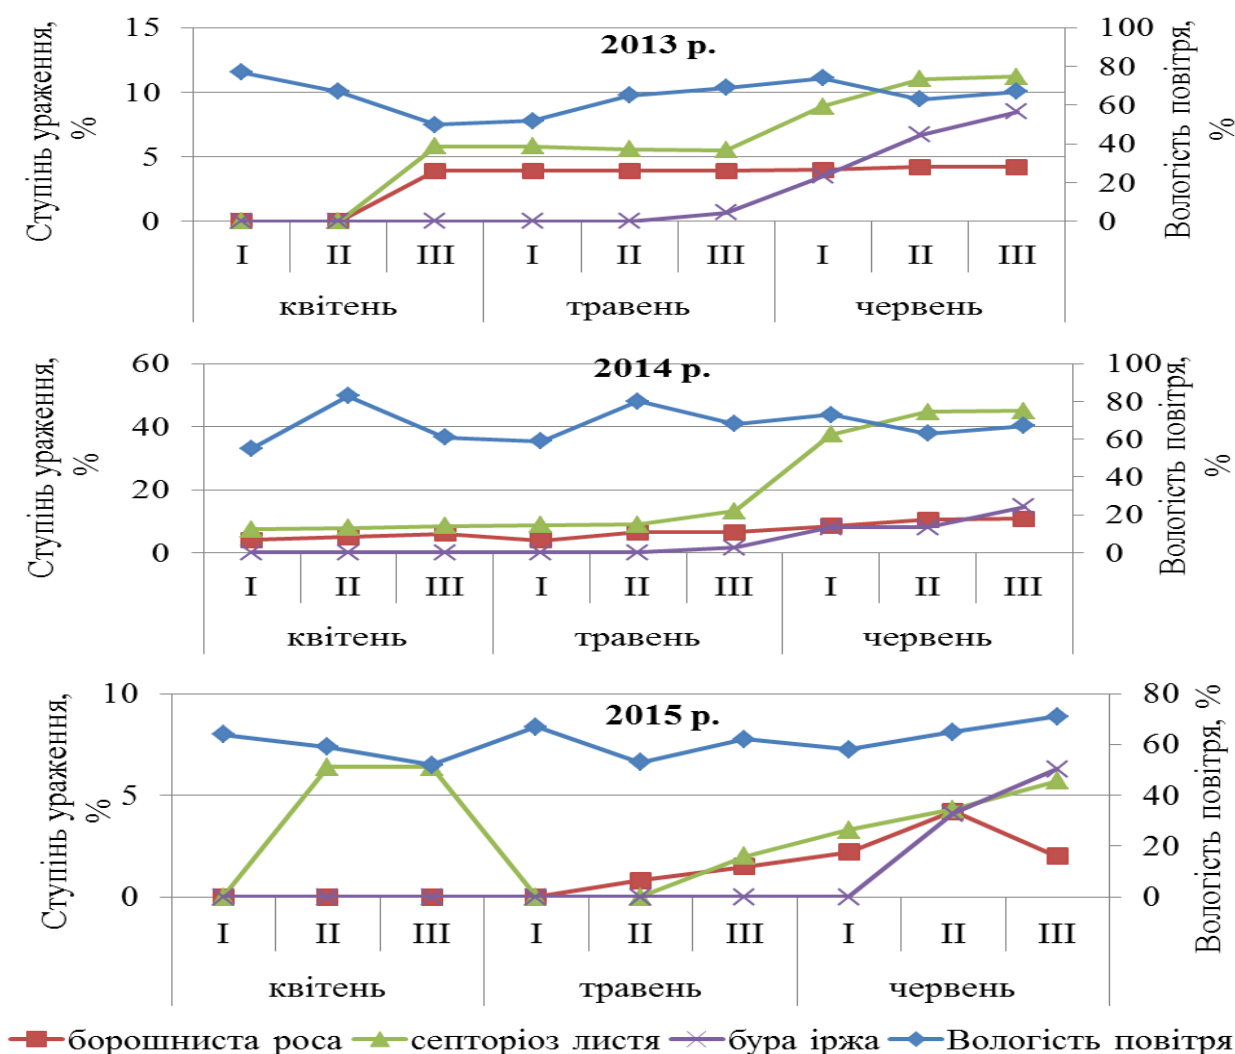 2013 р.
Ступінь ураження, %
15
10
5
0
100
80
60
40
20
0
Вологість повітря, %
I II III I II III I II III
квітень травень червень
2014 р.
Ступінь ураження, %
60
40
20
0
100
80
60
40
20
0
Вологість повітря, %
I II III I II III I II III
квітень травень червень
2015 р.
Ступінь ураження, %
10
5
0
80
60
40
20
0
Вологість повітря, %
I II III I II III I II III
квітень травень червень
борошниста роса септоріоз листя бура іржа Вологість повітря